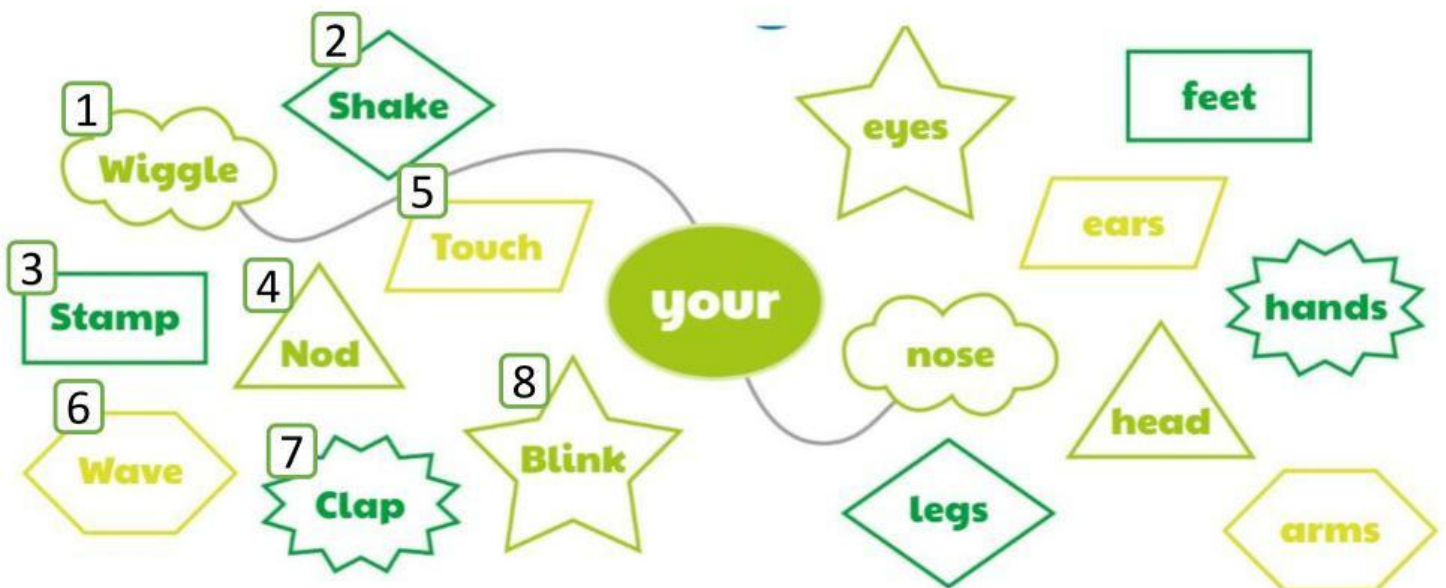 1
Wiggle
2
Shake
3
Stamp
4
Nod
5
Touch
6
Wave
7
Clap
8
Blink
your
eyes
feet
ears
hands
nose
head
legs
arms